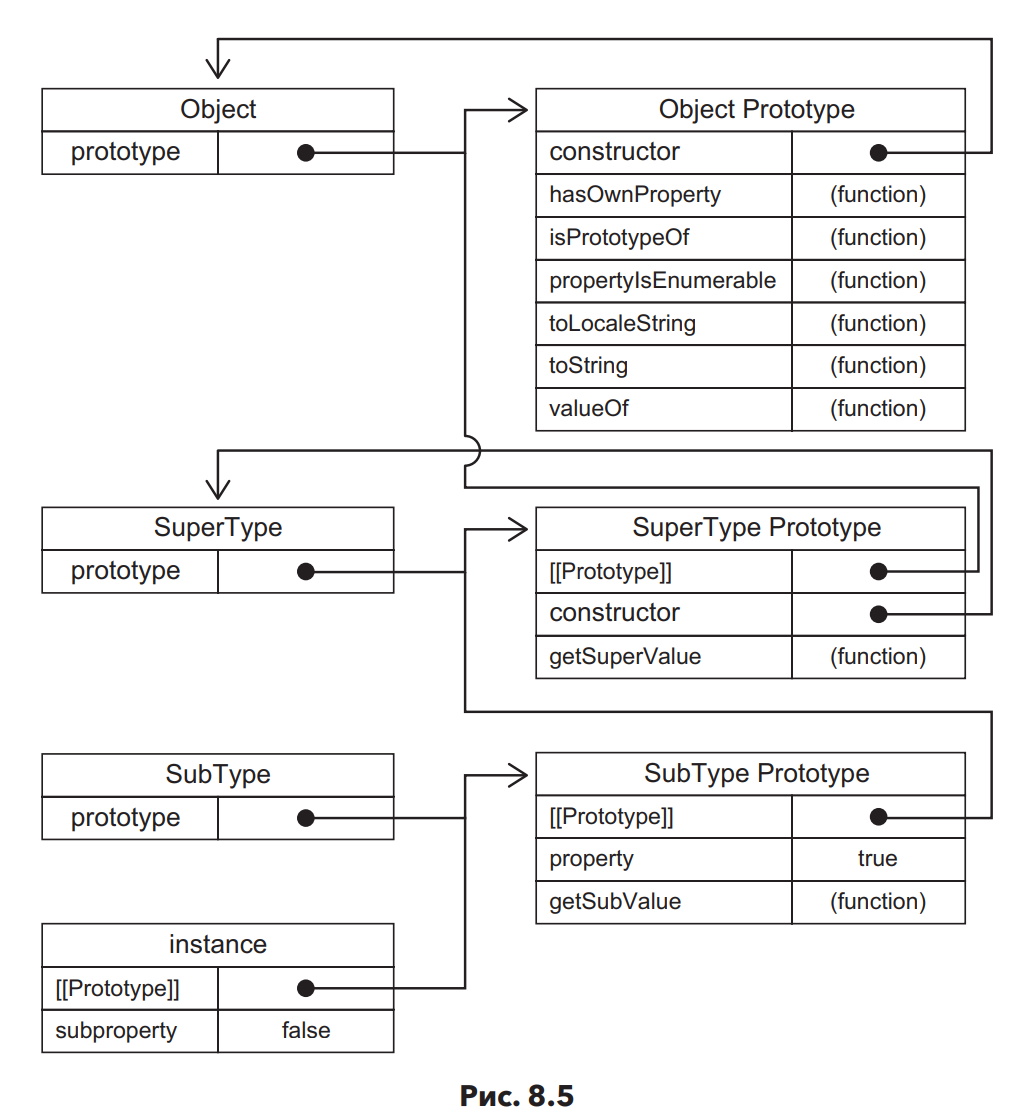 Object
prototype
Object Prototype
constructor
hasOwnProperty (function)
isPrototypeOf (function)
propertyIsEnumerable (function)
toLocaleString (function)
toString (function)
valueOf (function)
SuperType
prototype
SuperType Prototype
[[Prototype]]
constructor
getSuperValue (function)
SubType
prototype
SubType Prototype
[[Prototype]]
property true
getSubValue (function)
instance
[[Prototype]]
subproperty false
Рис. 8.5